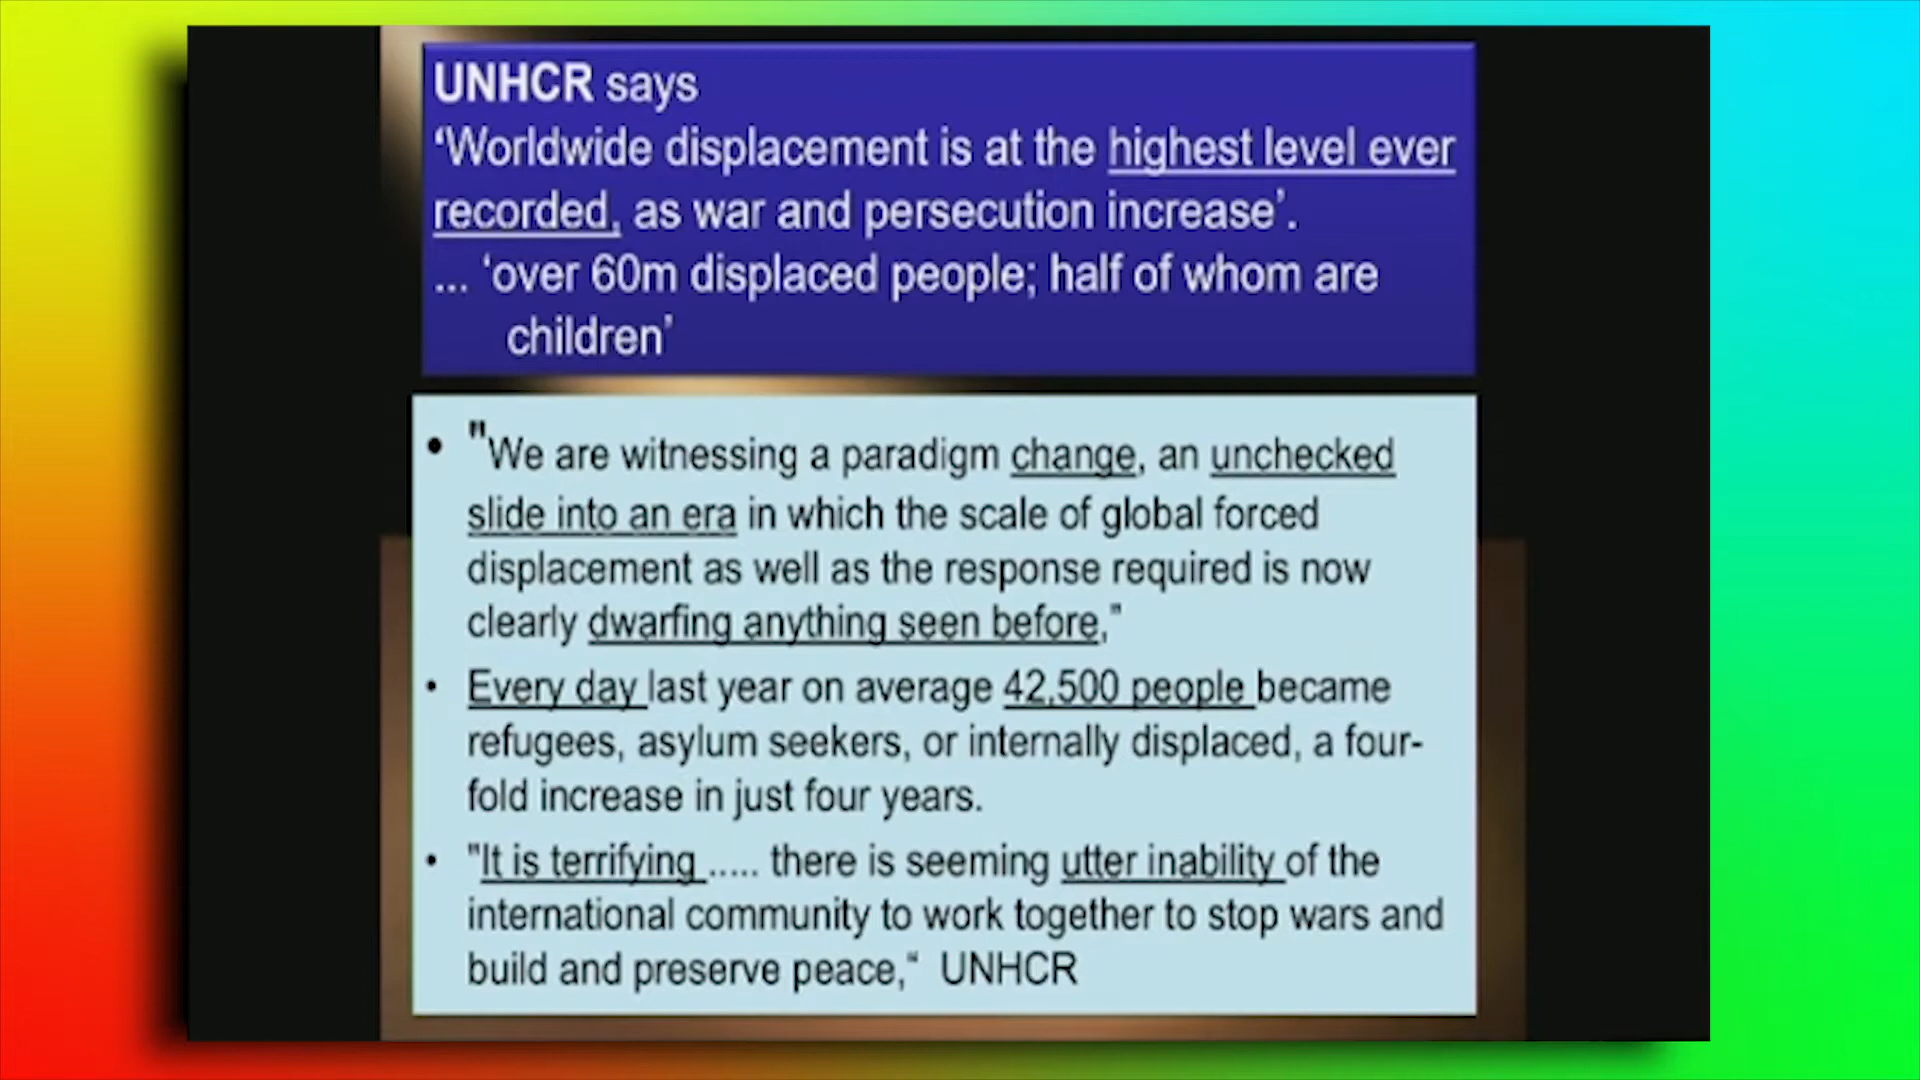 UNHCR says
‘Worldwide displacement is at the highest level ever
recorded, as war and persecution increase’.
... ‘over 60m displaced people; half of whom are
children’
• "We are witnessing a paradigm change, an unchecked
slide into an era in which the scale of global forced
displacement as well as the response required is now
clearly dwarfing anything seen before,”
• Every day last year on average 42,500 people became
refugees, asylum seekers, or internally displaced, a four-
fold increase in just four years.
• "It is terrifying ..... there is seeming utter inability of the
international community to work together to stop wars and
build and preserve peace,“ UNHCR